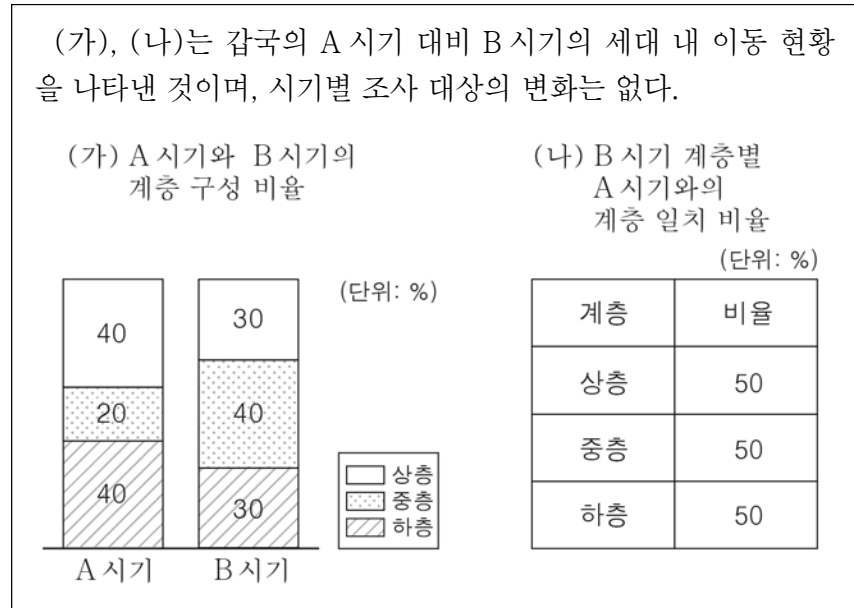 (가), (나)는 갑국의 A 시기 대비 B 시기의 세대 내 이동 현황
을 나타낸 것이며, 시기별 조사 대상의 변화는 없다.
(가) A 시기와 B 시기의
계층 구성 비율
(단위: %)
40
20
40
30
40
30
A 시기
B 시기
상층
중층
하층
(나) B 시기 계층별
A 시기와의
계층 일치 비율
(단위: %)
계층 비율
상층 50
중층 50
하층 50